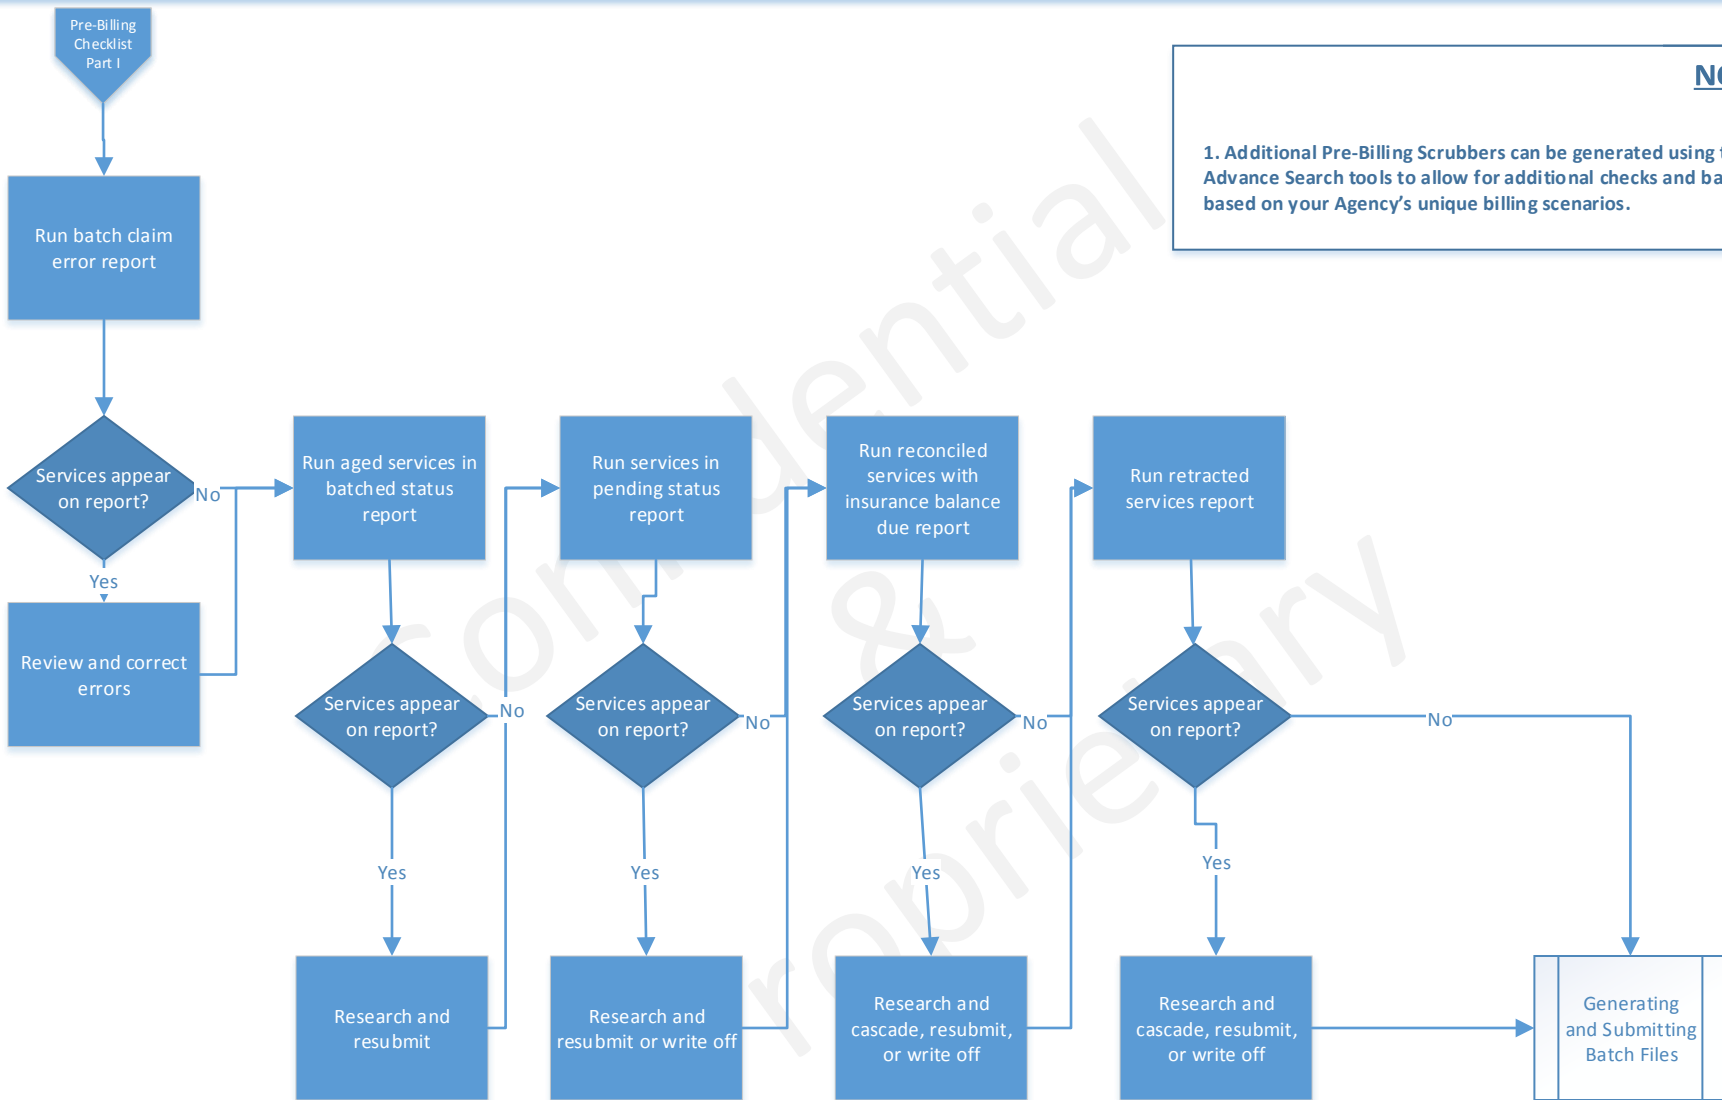 Pre-Billing
Checklist
Part I
1. Additional Pre-Billing Scrubbers can be generated using
Advance Search tools to allow for additional checks and
based on your Agency's unique billing scenarios.
Run batch claim
error report
Services appear
on report?
No
Yes
Review and correct
errors
Run aged services in
batched status
report
Services appear
on report?
No
Yes
Research and
resubmit
Run services in
pending status
report
Services appear
on report?
No
Yes
Research and
resubmit or write off
Run reconciled
services with
insurance balance
due report
Services appear
on report?
No
Yes
Research and
cascade, resubmit,
or write off
Run retracted
services report
Services appear
on report?
No
Yes
Research and
cascade, resubmit,
or write off
Generating
and Submitting
Batch Files
Confidential
&
Proprietary